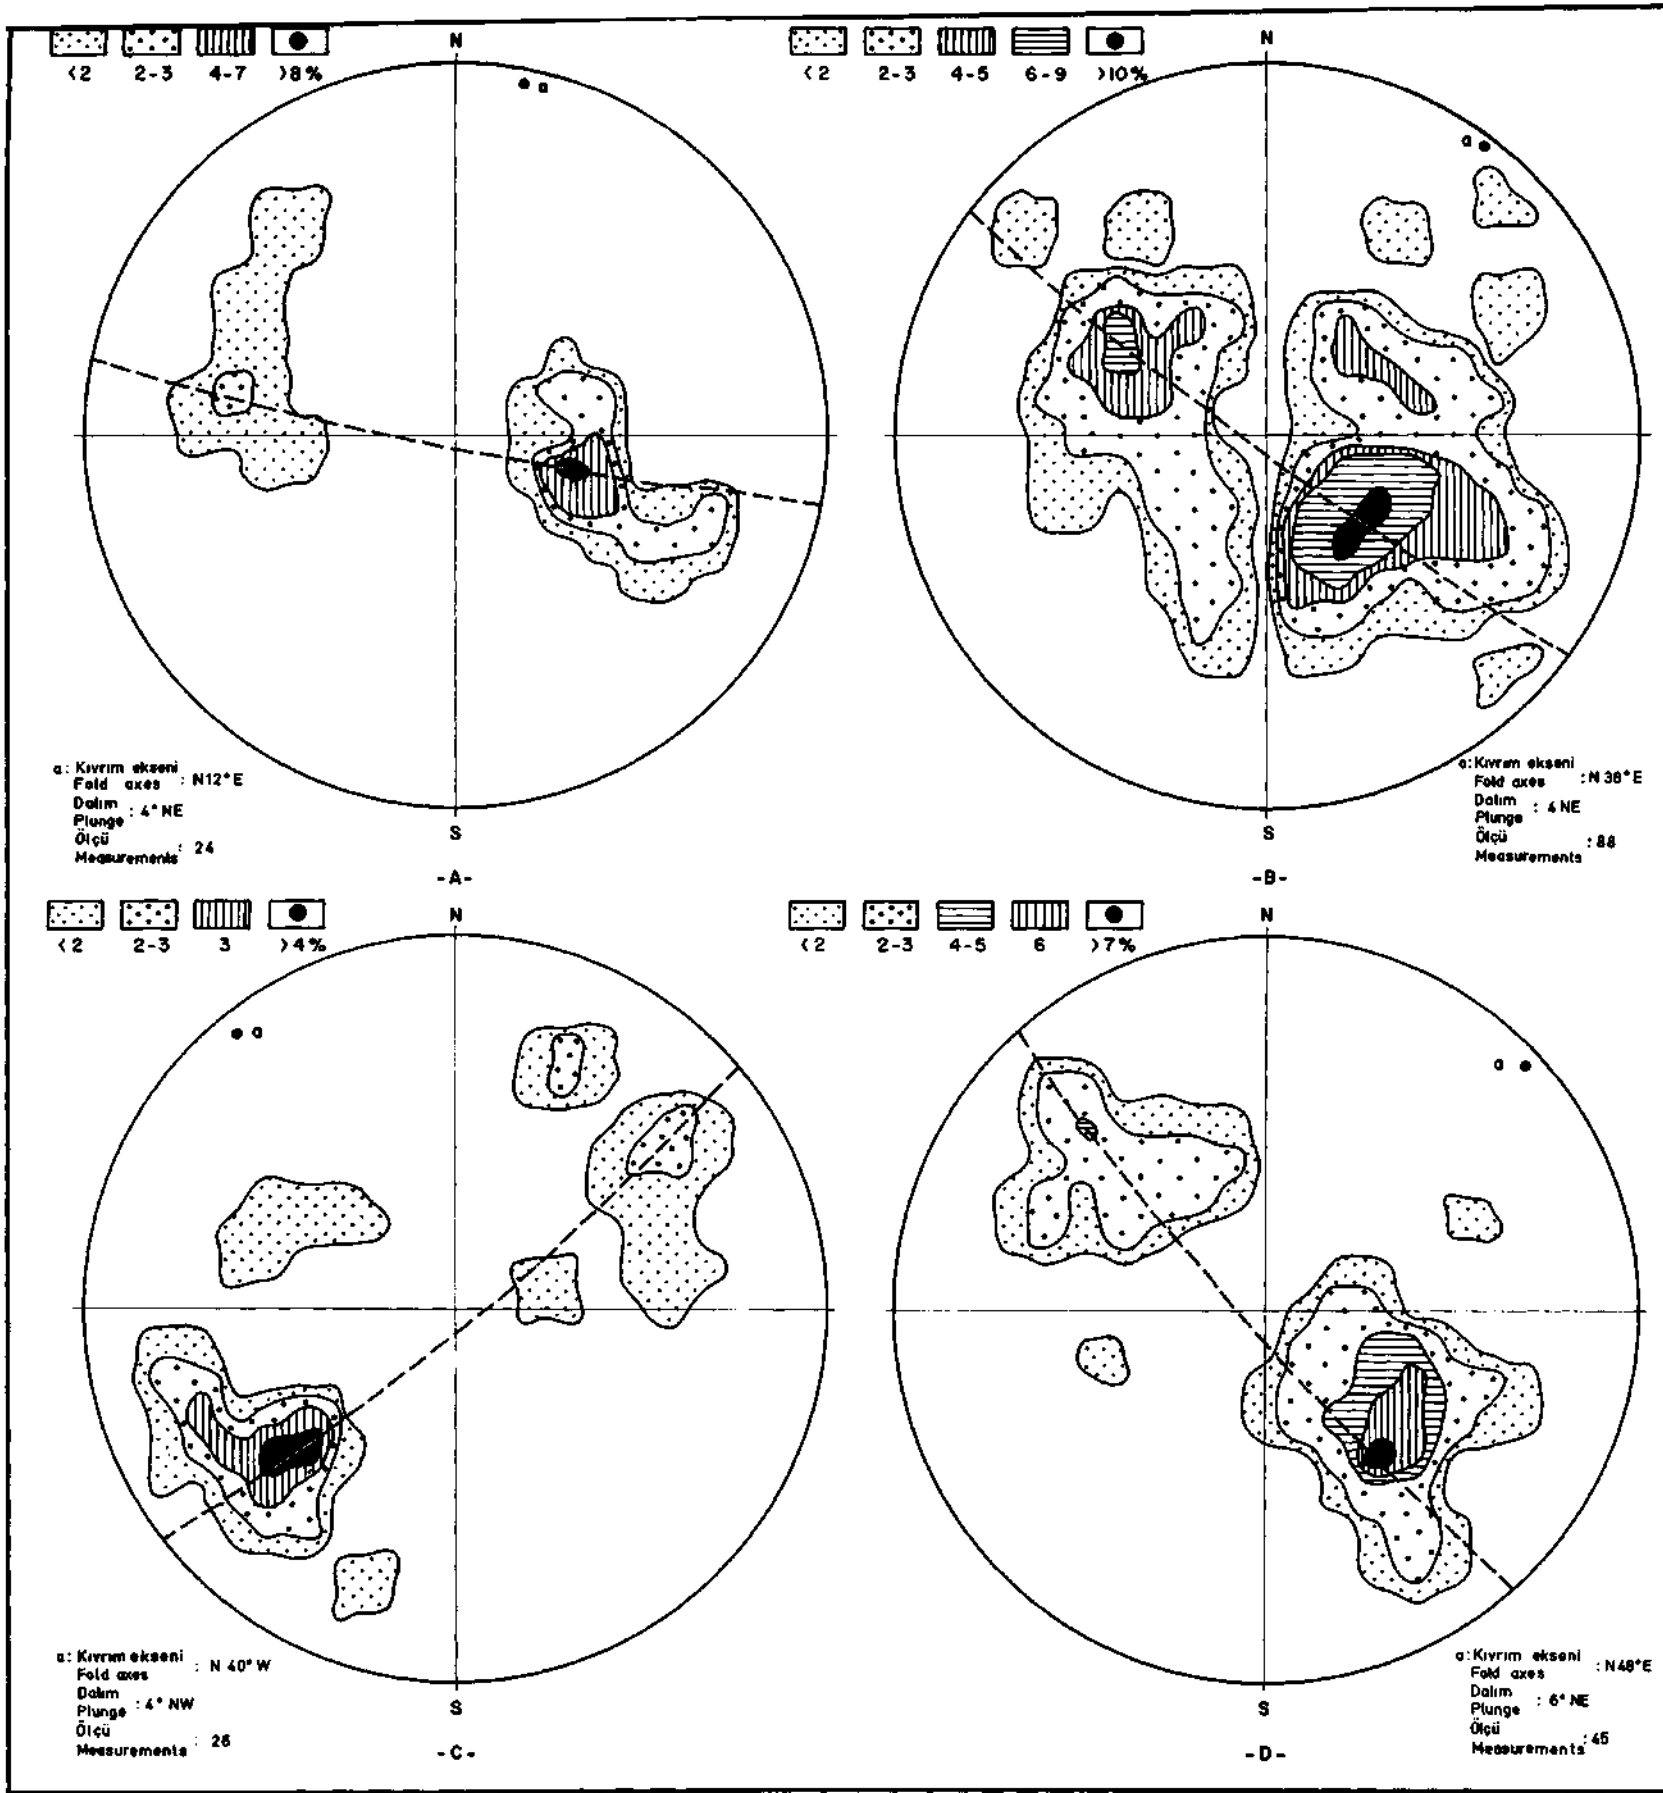 <2 2-3 4-7 >8%
N
a
a: Kıvrım ekseni
Fold axes : N12°E
Dalım
Plunge : 4° NE
Ölçü
Measurements : 24
S
-A-
<2 2-3 4-5 6-9 >10%
N
a
a: Kıvrım ekseni
Fold axes : N 38°E
Dalım
Plunge : 4 NE
Ölçü
Measurements : 88
S
-B-
<2 2-3 3 >4%
N
a
a: Kıvrım ekseni
Fold axes : N 40° W
Dalım
Plunge : 4° NW
Ölçü
Measurements : 28
S
-C-
<2 2-3 4-5 6 >7%
N
a
a: Kıvrım ekseni
Fold axes : N48°E
Dalım
Plunge : 6° NE
Ölçü
Measurements : 45
S
-D-